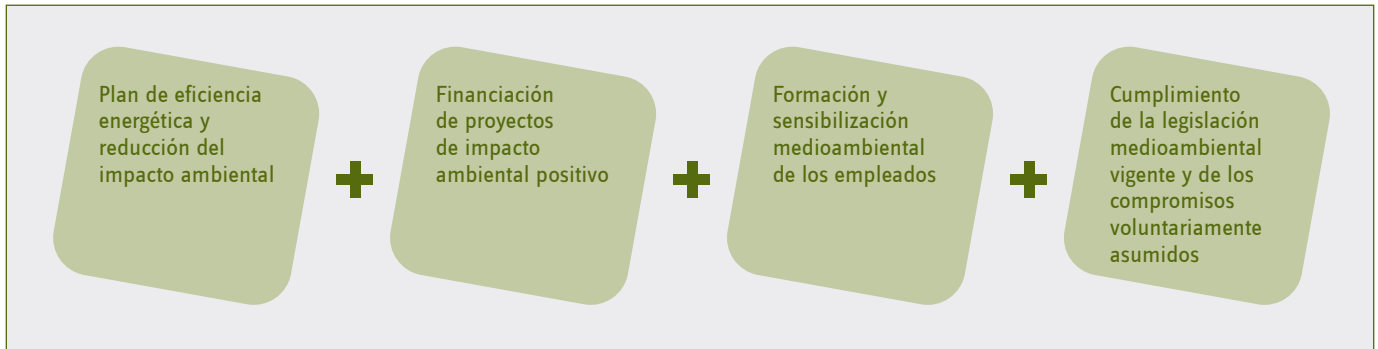 Plan de eficiencia
energética y
reducción del
impacto ambiental
Financiación
de proyectos
de impacto
ambiental positivo
Formación y
sensibilización
medioambiental
de los empleados
Cumplimiento
de la legislación
medioambiental
vigente y de los
compromisos
voluntariamente
asumidos